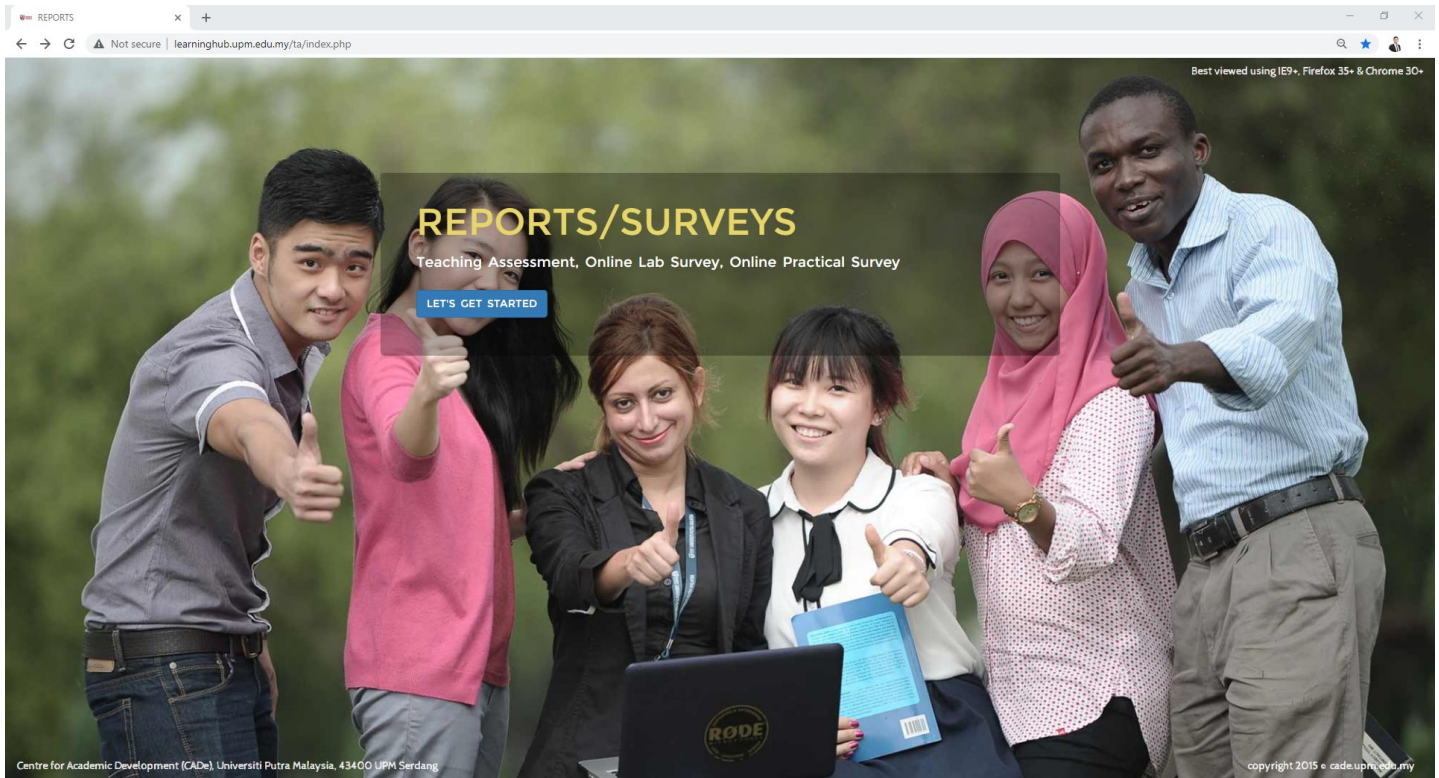 REPORTS
Not secure | learninghub.upm.edu.my/ta/index.php
Best viewed using IE9+, Firefox 35+ & Chrome 30+
REPORTS/SURVEYS
Teaching Assessment, Online Lab Survey, Online Practical Survey
LET'S GET STARTED
RØDE
Centre for Academic Development (CADe), Universiti Putra Malaysia, 43400 UPM Serdang
copyright 2015 © cade.upm.edu.my